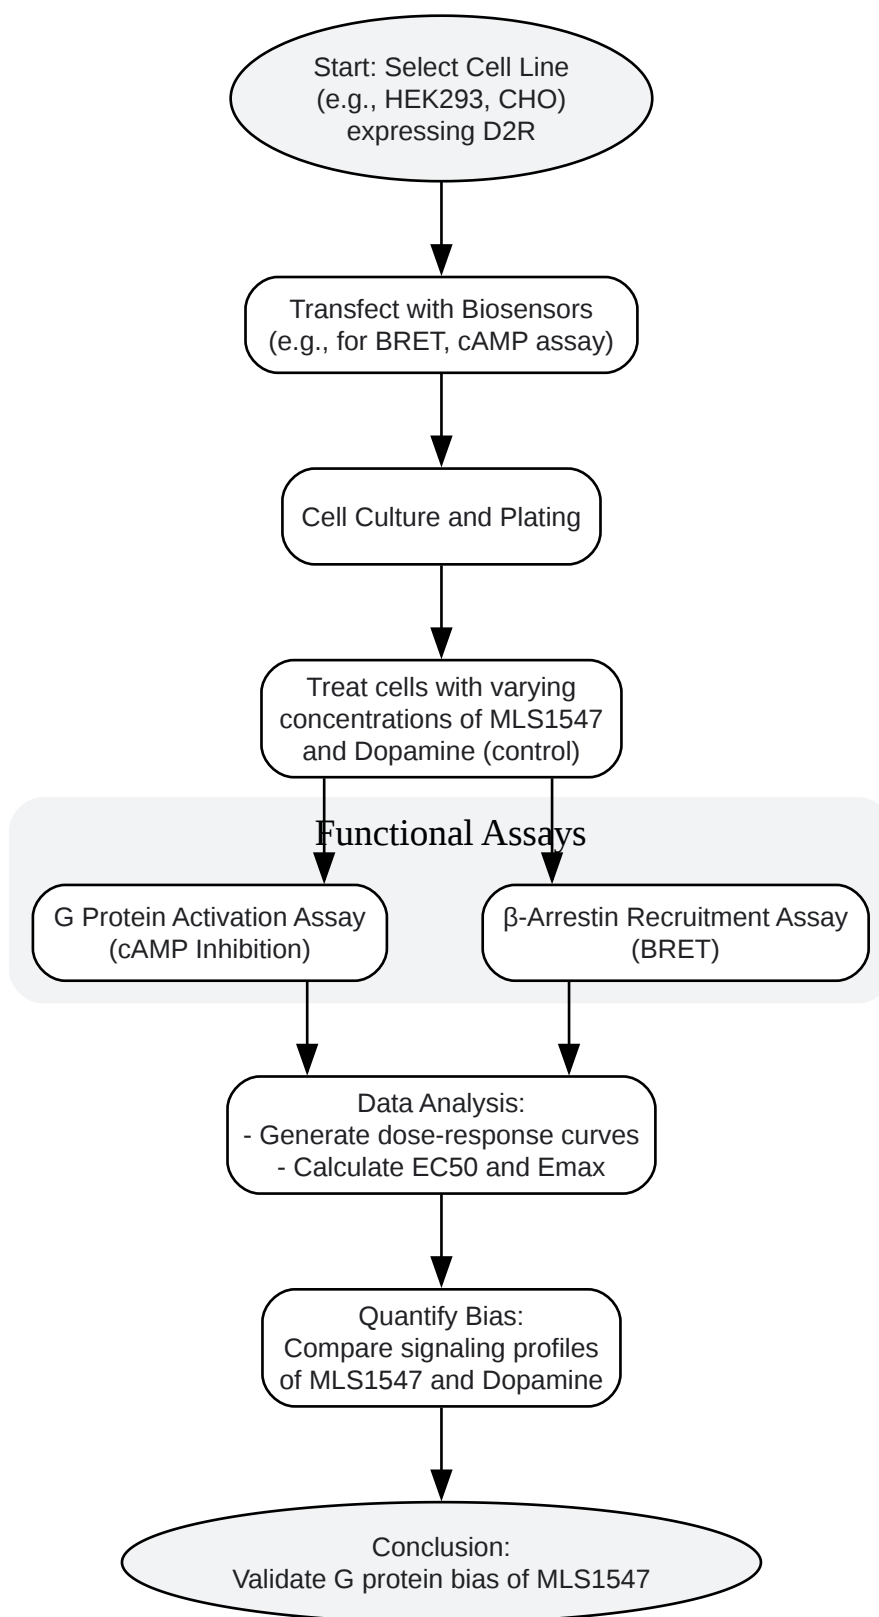 Start: Select Cell Line
(e.g., HEK293, CHO)
expressing D2R
Transfect with Biosensors
(e.g., for BRET, cAMP assay)
Cell Culture and Plating
Treat cells with varying
concentrations of MLS1547
and Dopamine (control)
Functional Assays
G Protein Activation Assay
(cAMP Inhibition)
β-Arrestin Recruitment Assay
(BRET)
Data Analysis:
- Generate dose-response curves
- Calculate EC50 and Emax
Quantify Bias:
Compare signaling profiles
of MLS1547 and Dopamine
Conclusion:
Validate G protein bias of MLS1547